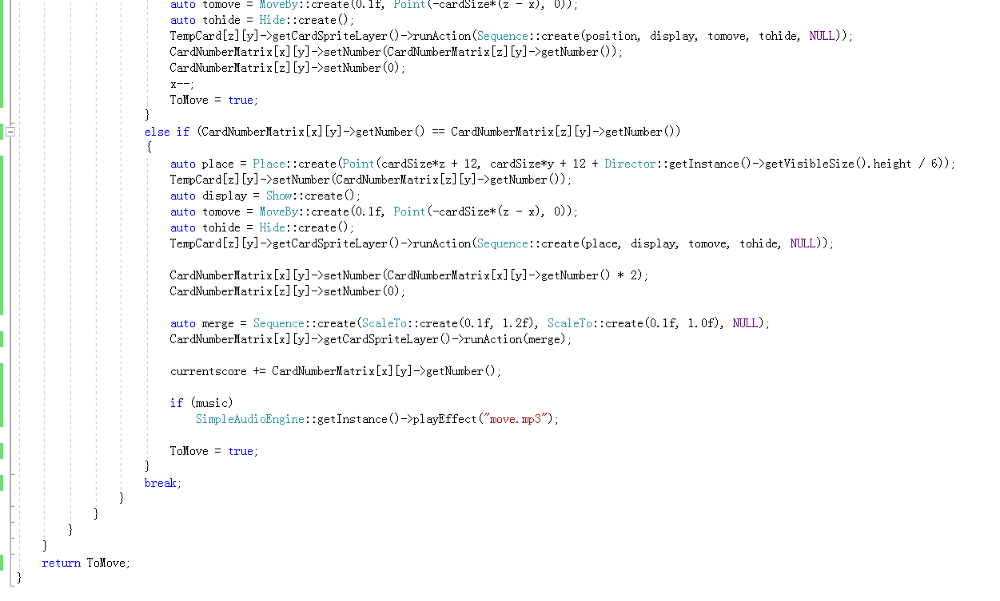 auto tomove = MoveBy::create(0.1f, Point(-cardSize*(z - x), 0));
auto tohide = Hide::create();
TempCard[z][y]->getCardSpriteLayer()->runAction(Sequence::create(position, display, tomove, tohide, NULL));
CardNumberMatrix[x][y]->setNumber(CardNumberMatrix[z][y]->getNumber());
CardNumberMatrix[z][y]->setNumber(0);
x--;
ToMove = true;
}
else if (CardNumberMatrix[x][y]->getNumber() == CardNumberMatrix[z][y]->getNumber())
{
auto place = Place::create(Point(cardSize*z + 12, cardSize*y + 12 + Director::getInstance()->getVisibleSize().height / 6));
TempCard[z][y]->setNumber(CardNumberMatrix[z][y]->getNumber());
auto display = Show::create();
auto tomove = MoveBy::create(0.1f, Point(-cardSize*(z - x), 0));
auto tohide = Hide::create();
TempCard[z][y]->getCardSpriteLayer()->runAction(Sequence::create(place, display, tomove, tohide, NULL));
CardNumberMatrix[x][y]->setNumber(CardNumberMatrix[x][y]->getNumber() * 2);
CardNumberMatrix[z][y]->setNumber(0);
auto merge = Sequence::create(ScaleTo::create(0.1f, 1.2f), ScaleTo::create(0.1f, 1.0f), NULL);
CardNumberMatrix[x][y]->getCardSpriteLayer()->runAction(merge);
currentscore += CardNumberMatrix[x][y]->getNumber();
if (music)
SimpleAudioEngine::getInstance()->playEffect("move.mp3");
ToMove = true;
}
break;
}
}
}
}
return ToMove;
}